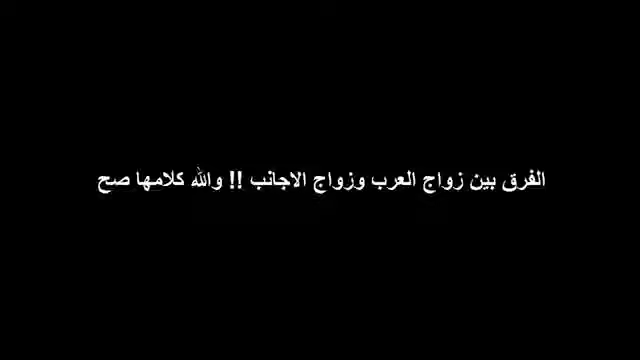 الفرق بين زواج العرب وزواج الاجانب !! والله كلامها صح